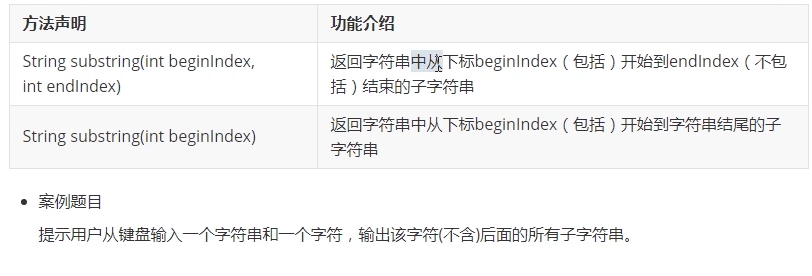 方法声明 功能介绍
String substring(int beginIndex, 返回字符串中从下标beginIndex（包括）开始到endIndex（不包
int endIndex) 括）结束的子字符串
String substring(int beginIndex) 返回字符串中从下标beginIndex（包括）开始到字符串结尾的子
字符串
• 案例题目
提示用户从键盘输入一个字符串和一个字符，输出该字符(不含)后面的所有子字符串。